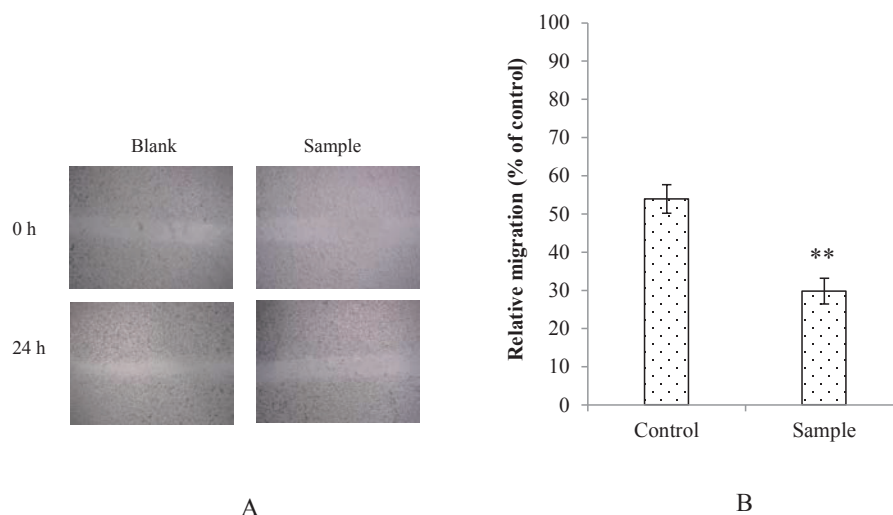 Blank Sample
0 h
24 h
A
Relative migration (% of control)
100
90
80
70
60
50
40
30
20
10
0
**
Control Sample
B